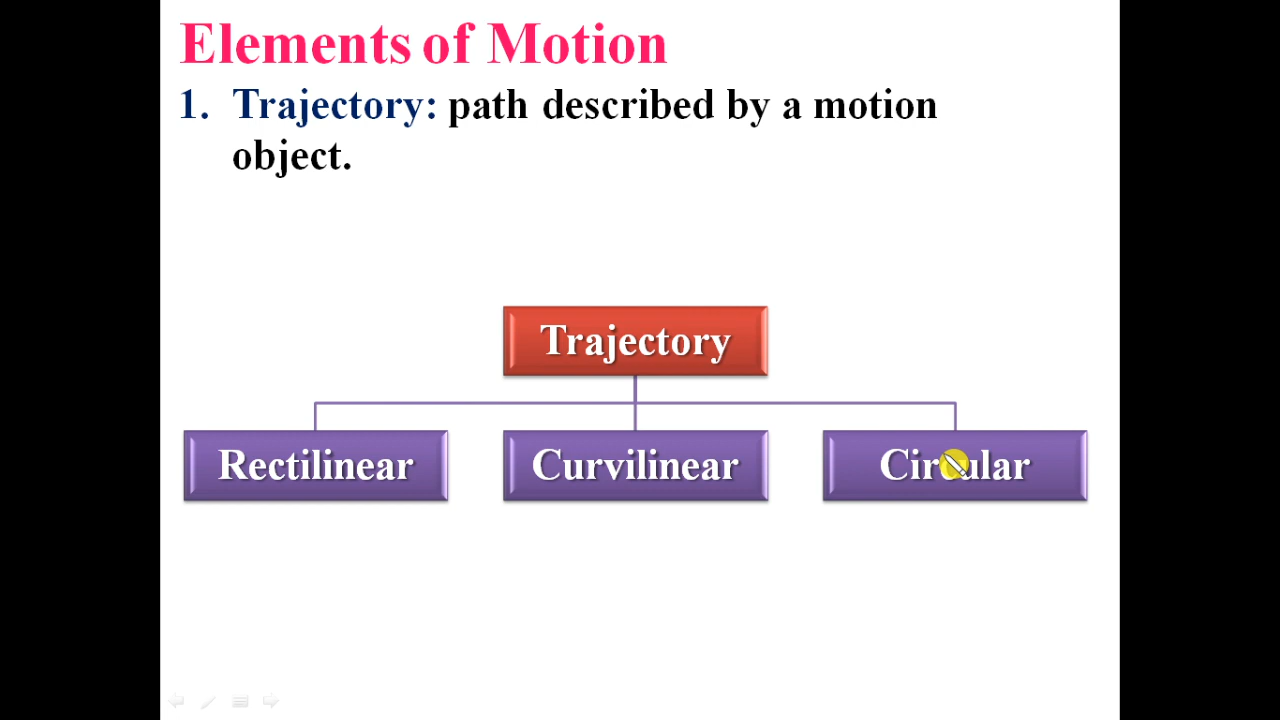 Elements of Motion
1. Trajectory: path described by a motion
object.
Trajectory
Rectilinear
Curvilinear
Circular